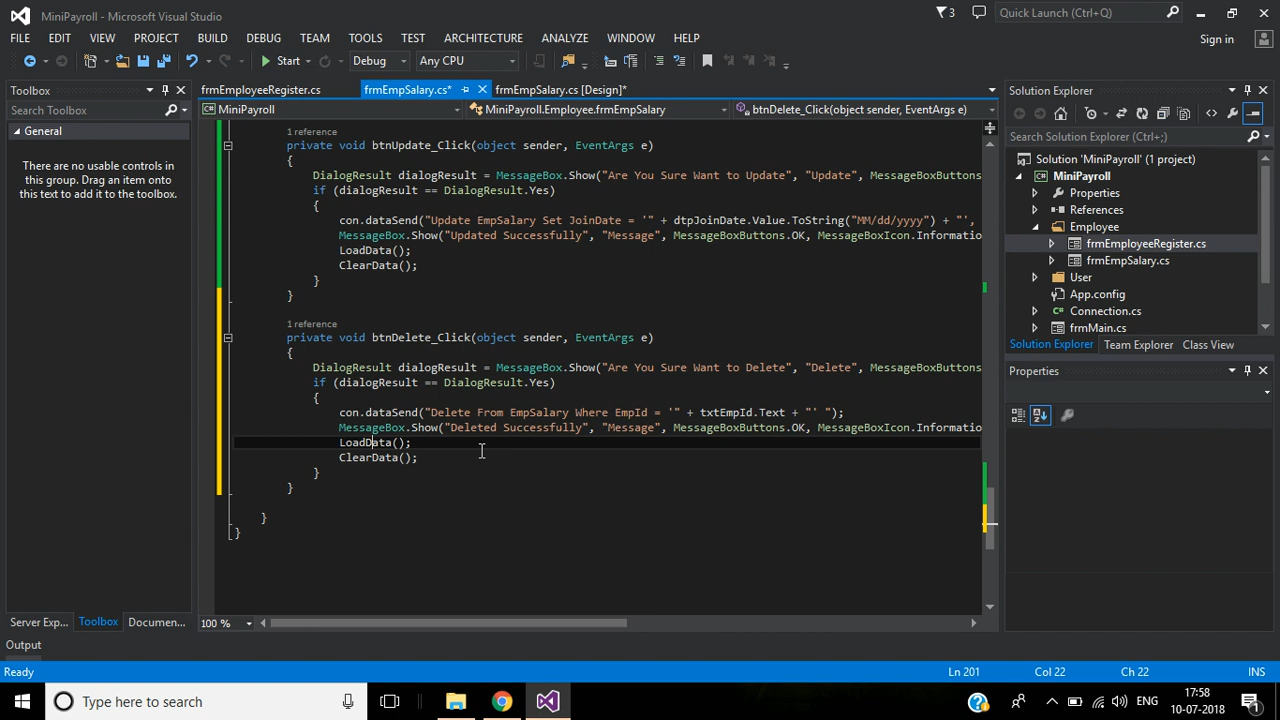 MiniPayroll - Microsoft Visual Studio
3
Quick Launch (Ctrl+Q)
FILE EDIT VIEW PROJECT BUILD DEBUG TEAM TOOLS TEST ARCHITECTURE ANALYZE WINDOW HELP
Sign in
Start Debug Any CPU
Toolbox
Search Toolbox
General
There are no usable controls in
this group. Drag an item onto
this text to add it to the toolbox.
Server Exp... Toolbox Documen...
frmEmployeeRegister.cs frmEmpSalary.cs* frmEmpSalary.cs [Design]*
MiniPayroll MiniPayroll.Employee.frmEmpSalary btnDelete_Click(object sender, EventArgs e)
1 reference
private void btnUpdate_Click(object sender, EventArgs e)
{
DialogResult dialogResult = MessageBox.Show("Are You Sure Want to Update", "Update", MessageBoxButtons
if (dialogResult == DialogResult.Yes)
{
con.dataSend("Update EmpSalary Set JoinDate = '" + dtpJoinDate.Value.ToString("MM/dd/yyyy") + "',
MessageBox.Show("Updated Successfully", "Message", MessageBoxButtons.OK, MessageBoxIcon.Informatio
LoadData();
ClearData();
}
}
1 reference
private void btnDelete_Click(object sender, EventArgs e)
{
DialogResult dialogResult = MessageBox.Show("Are You Sure Want to Delete", "Delete", MessageBoxButtons
if (dialogResult == DialogResult.Yes)
{
con.dataSend("Delete From EmpSalary Where EmpId = '" + txtEmpId.Text + "' ");
MessageBox.Show("Deleted Successfully", "Message", MessageBoxButtons.OK, MessageBoxIcon.Informatio
LoadData();
ClearData();
}
}
}
}
100 %
Solution Explorer
Search Solution Explorer (Ctrl+;)
Solution 'MiniPayroll' (1 project)
MiniPayroll
Properties
References
Employee
frmEmployeeRegister.cs
frmEmpSalary.cs
User
App.config
Connection.cs
frmMain.cs
Solution Explorer Team Explorer Class View
Properties
Output
Ready Ln 201 Col 22 Ch 22 INS
Type here to search
ENG
17:58
10-07-2018
1